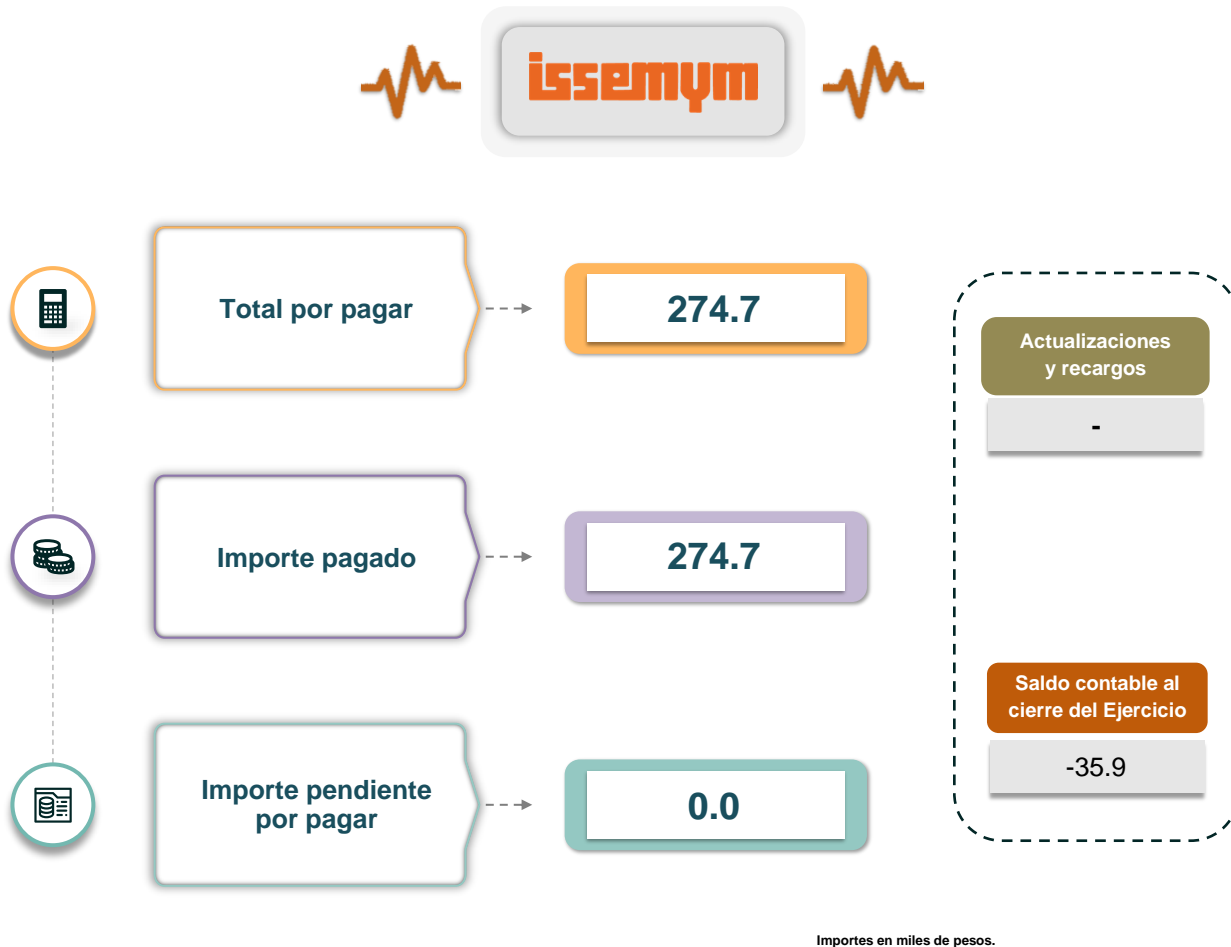 issemym
Total por pagar
274.7
Actualizaciones
y recargos
-
Importe pagado
274.7
Saldo contable al
cierre del Ejercicio
-35.9
Importe pendiente
por pagar
0.0
Importes en miles de pesos.